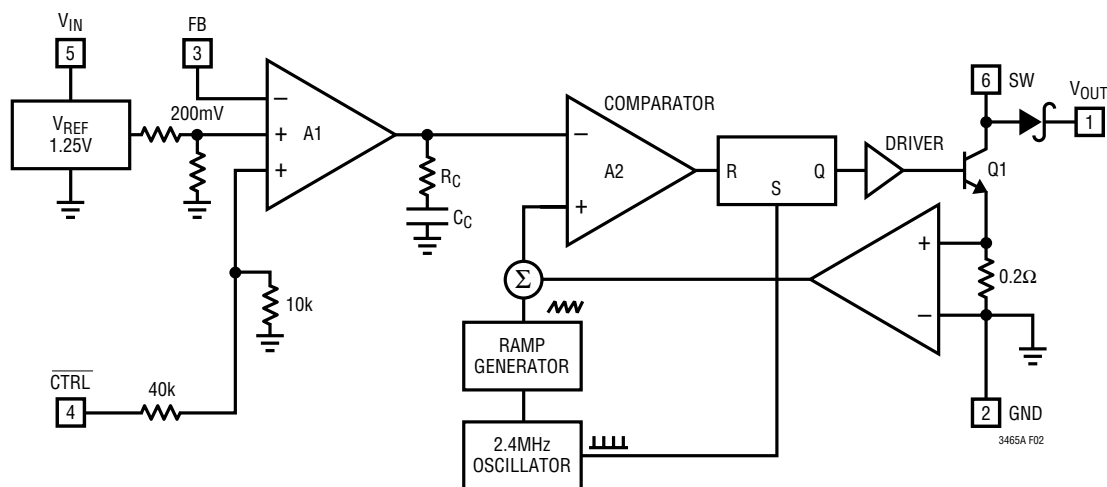 VIN
5
FB
3
VREF
1.25V
200mV
−
+
+
A1
RC
CC
10k
CTRL
4
40k
COMPARATOR
−
+
A2
Σ
RAMP
GENERATOR
2.4MHz
OSCILLATOR
R
S
Q
DRIVER
6
SW
VOUT
1
Q1
+
−
0.2Ω
2
GND
3465A F02